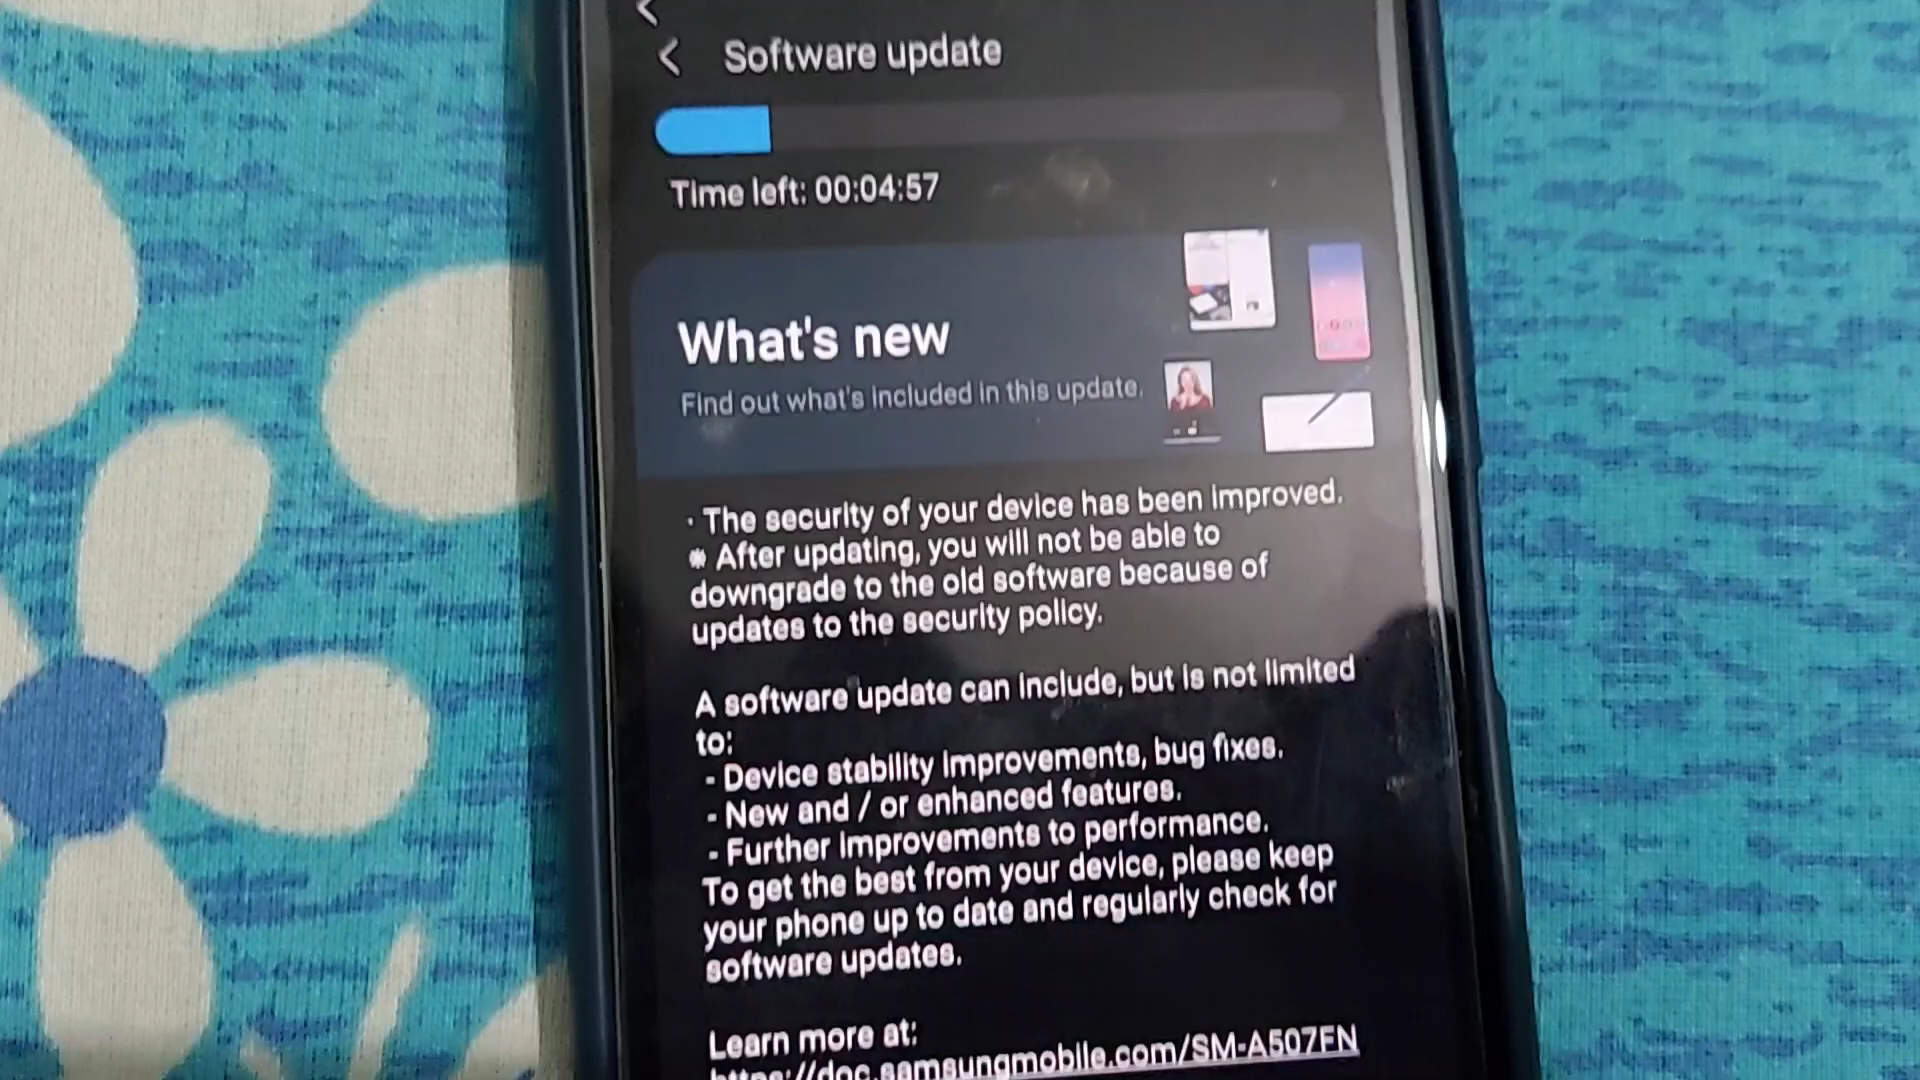 Software update
Time left: 00:04:57
What's new
Find out what's included in this update.
· The security of your device has been improved.
* After updating, you will not be able to
downgrade to the old software because of
updates to the security policy.
A software update can include, but is not limited
to:
- Device stability improvements, bug fixes.
- New and / or enhanced features.
- Further improvements to performance.
To get the best from your device, please keep
your phone up to date and regularly check for
software updates.
Learn more at:
https://doc.samsungmobile.com/SM-A507FN